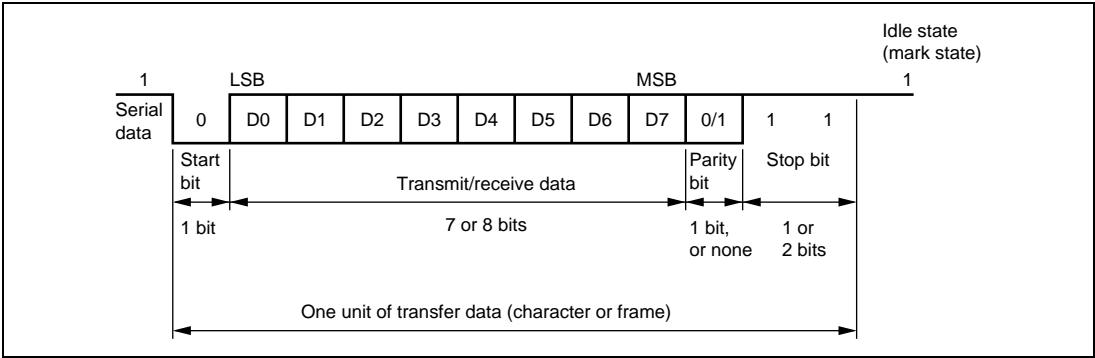 Idle state
(mark state)
1
LSB
MSB
1
Serial
data
0
D0
D1
D2
D3
D4
D5
D6
D7
0/1
1
1
Start
bit
Transmit/receive data
Parity
bit
Stop bit
1 bit
7 or 8 bits
1 bit,
or none
1 or
2 bits
One unit of transfer data (character or frame)